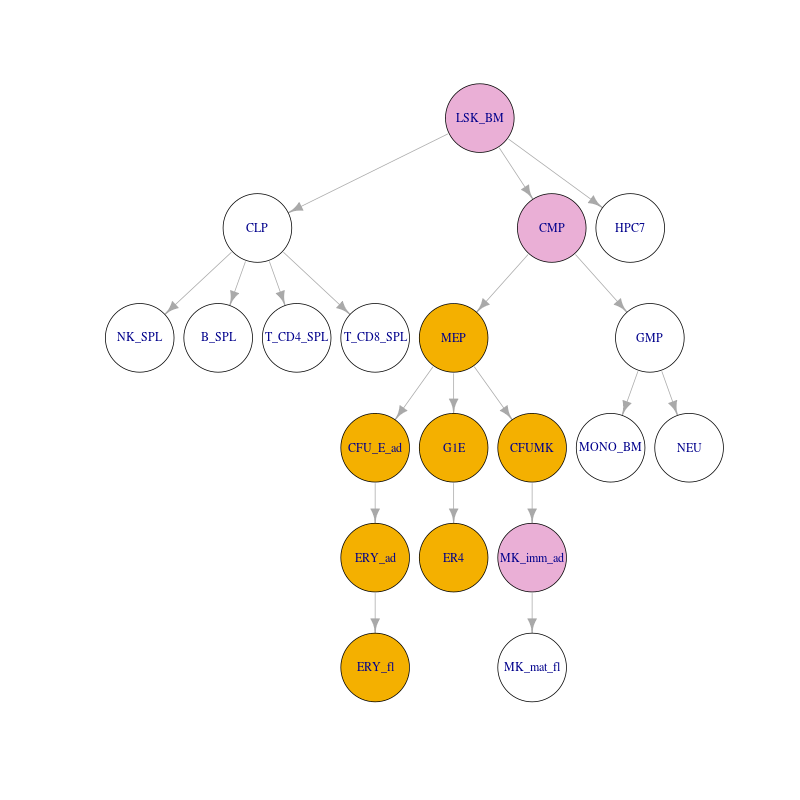 LSK_BM
CLP
CMP
HPC7
NK_SPL
B_SPL
T_CD4_SPL
T_CD8_SPL
MEP
GMP
CFU_E_ad
G1E
CFUMK
MONO_BM
NEU
ERY_ad
ER4
MK_imm_ad
ERY_fl
MK_mat_fl